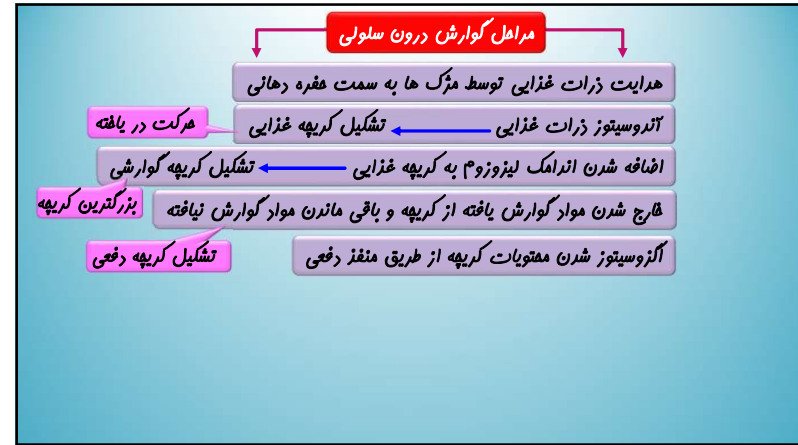 مراحل گوارش درون سلولی
هدایت ذرات غذایی توسط مژک ها به سمت حفره دهانی
آندوسیتوز ذرات غذایی تشکیل کریچه غذایی
حرکت در یاخته
اضافه شدن اندامک لیزوزوم به کریچه غذایی تشکیل کریچه گوارشی
بزرگترین کریچه
خارج شدن مواد گوارش یافته از کریچه و باقی ماندن مواد گوارش نیافته
تشکیل کریچه دفعی
آگزوسیتوز شدن محتویات کریچه از طریق منفذ دفعی